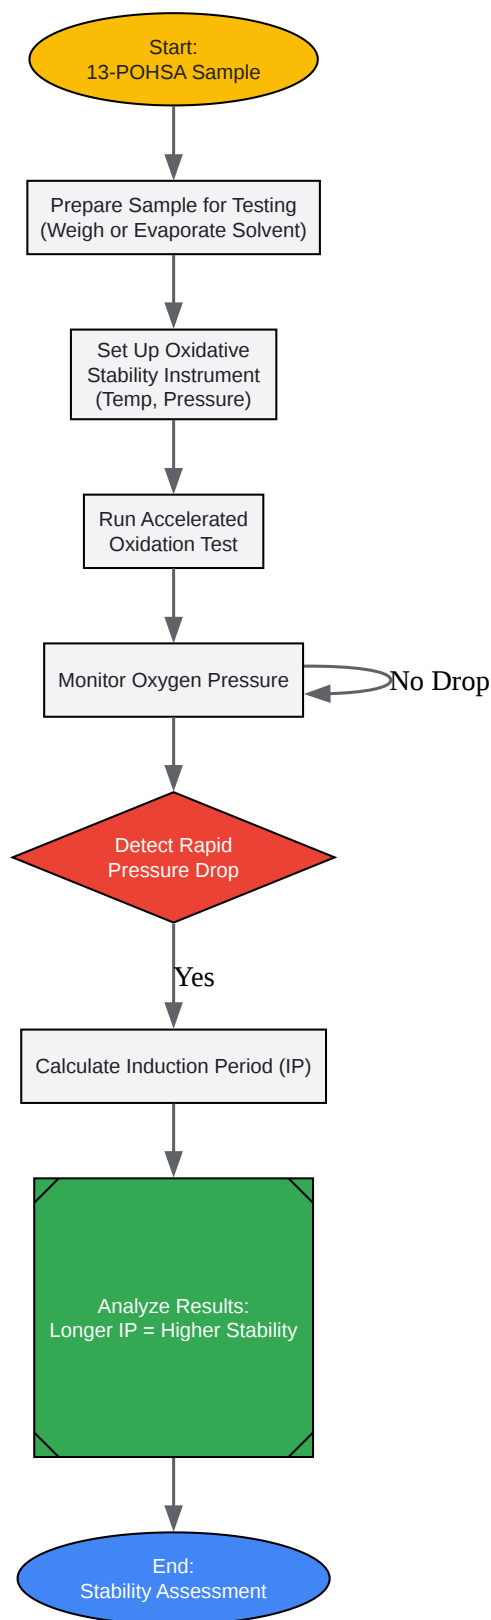 Start:
13-POHSA Sample
Prepare Sample for Testing
(Weigh or Evaporate Solvent)
Set Up Oxidative
Stability Instrument
(Temp, Pressure)
Run Accelerated
Oxidation Test
Monitor Oxygen Pressure
No Drop
Detect Rapid
Pressure Drop
Yes
Calculate Induction Period (IP)
Analyze Results:
Longer IP = Higher Stability
End:
Stability Assessment